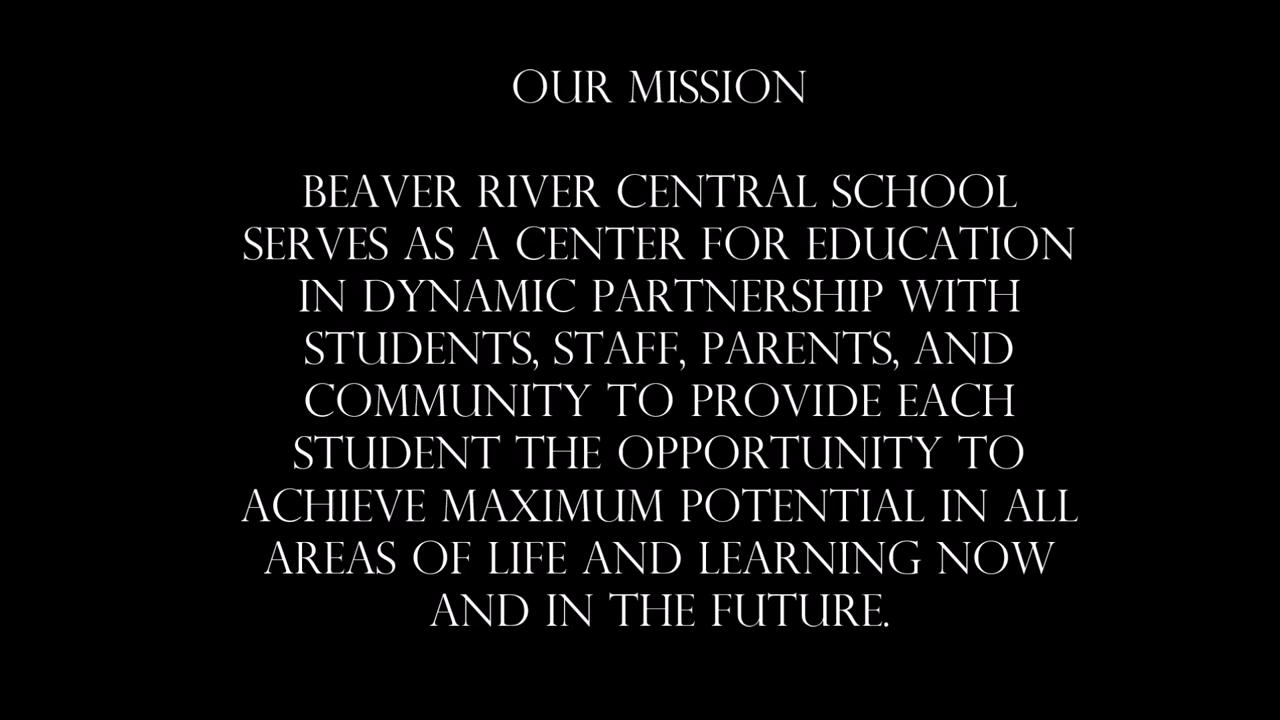 OUR MISSION
BEAVER RIVER CENTRAL SCHOOL
SERVES AS A CENTER FOR EDUCATION
IN DYNAMIC PARTNERSHIP WITH
STUDENTS, STAFF, PARENTS, AND
COMMUNITY TO PROVIDE EACH
STUDENT THE OPPORTUNITY TO
ACHIEVE MAXIMUM POTENTIAL IN ALL
AREAS OF LIFE AND LEARNING NOW
AND IN THE FUTURE.